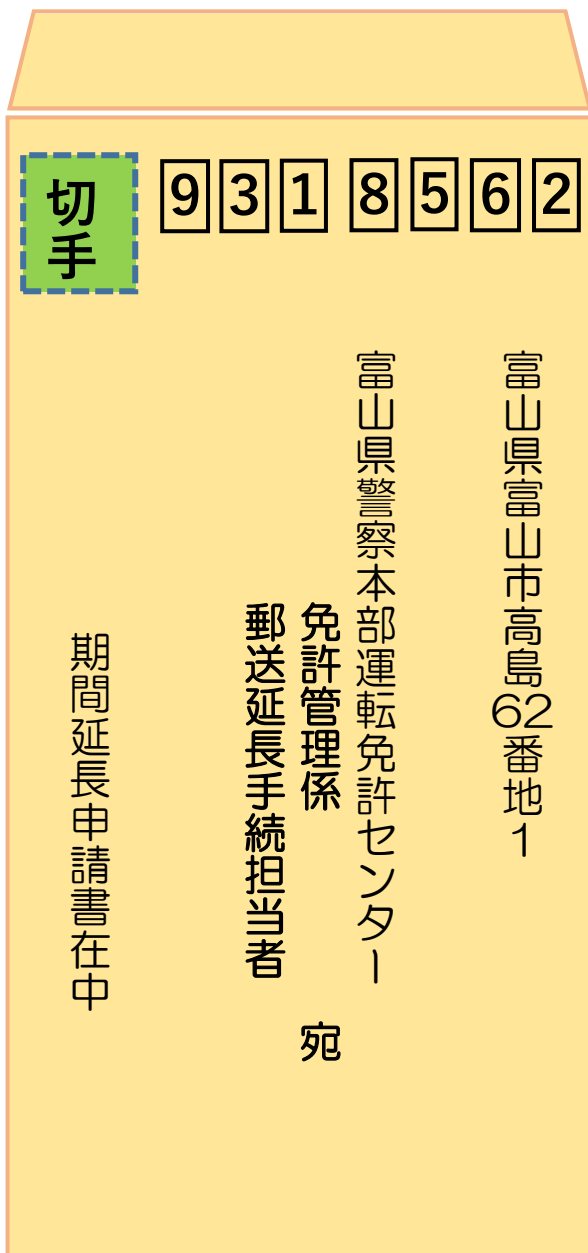 切手
9318562
富山県富山市高島62番地1
富山県警察本部運転免許センター
免許管理係
郵送延長手続担当者
宛
期間延長申請書在中